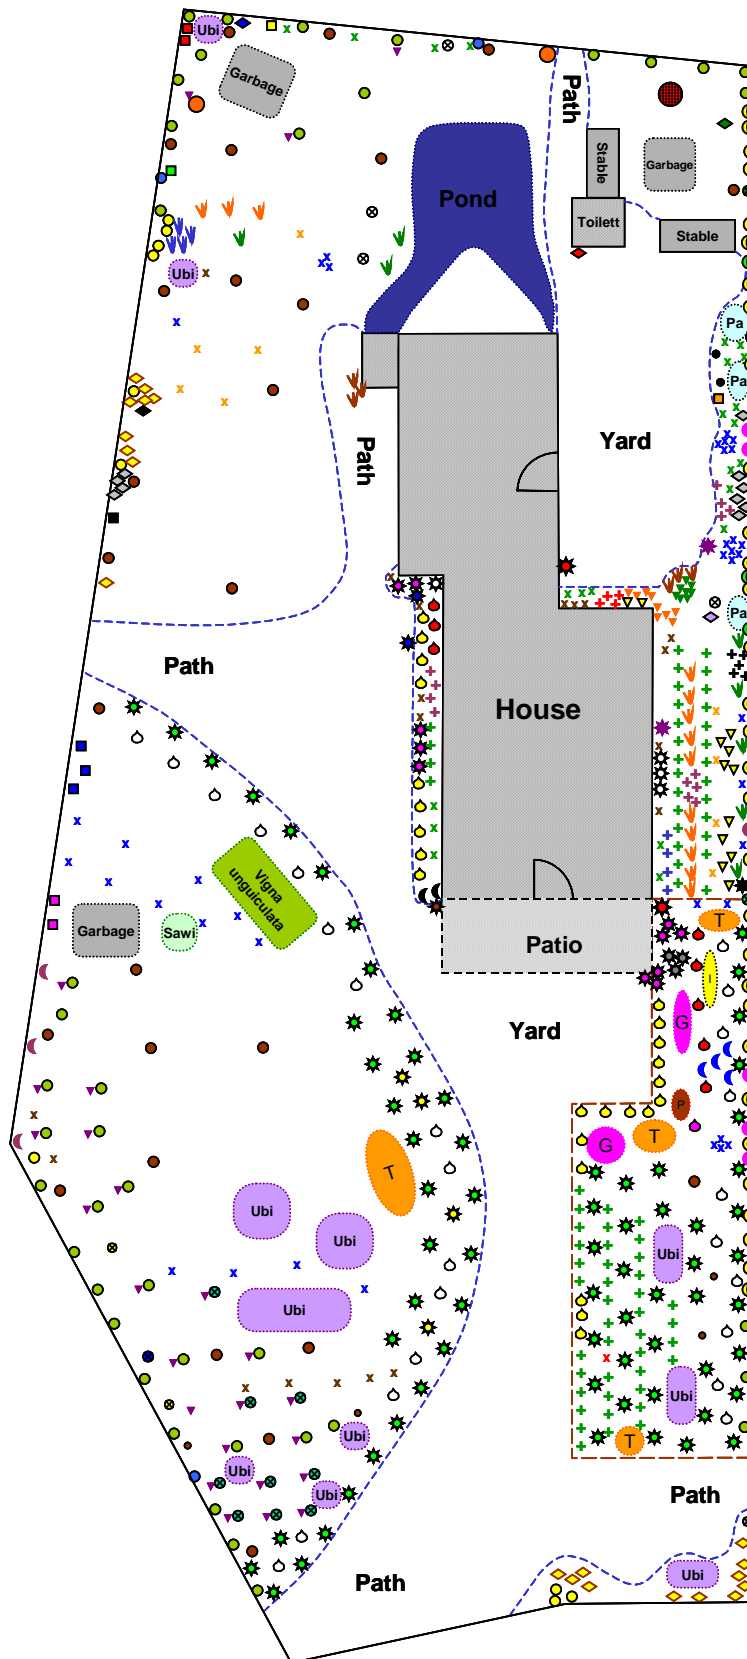 Ubi
Garbage
Path
Stable
Garbage
Pond
Toilett
Stable
Ubi
Pa
Pa
Path
Yard
Pa
Path
House
Vigna
unguiculata
Garbage
Sawi
Patio
T
I
G
Yard
P
T
G
T
Ubi
Ubi
Ubi
Ubi
Ubi
Ubi
T
Ubi
Ubi
Path
Ubi
Path